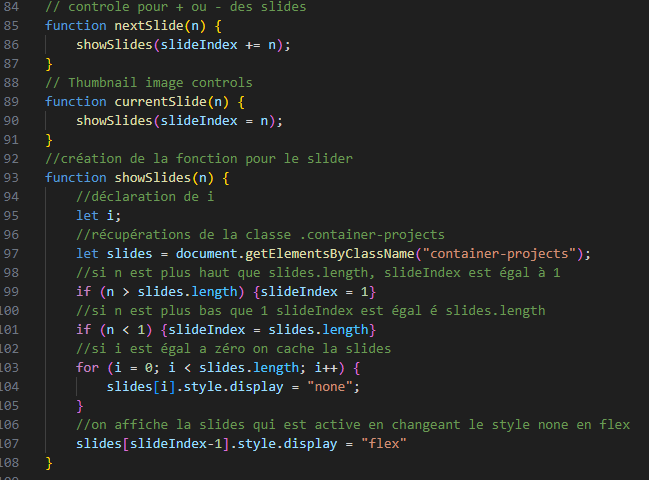 84 // controle pour + ou - des slides
85 function nextSlide(n) {
86 showSlides(slideIndex += n);
87 }
88 // Thumbnail image controls
89 function currentSlide(n) {
90 showSlides(slideIndex = n);
91 }
92 //création de la fonction pour le slider
93 function showSlides(n) {
94 //déclaration de i
95 let i;
96 //récupérations de la classe .container-projects
97 let slides = document.getElementsByClassName("container-projects");
98 //si n est plus haut que slides.length, slideIndex est égal à 1
99 if (n > slides.length) {slideIndex = 1}
100 //si n est plus bas que 1 slideIndex est égal é slides.length
101 if (n < 1) {slideIndex = slides.length}
102 //si i est égal a zéro on cache la slides
103 for (i = 0; i < slides.length; i++) {
104 slides[i].style.display = "none";
105 }
106 //on affiche la slides qui est active en changeant le style none en flex
107 slides[slideIndex-1].style.display = "flex"
108 }